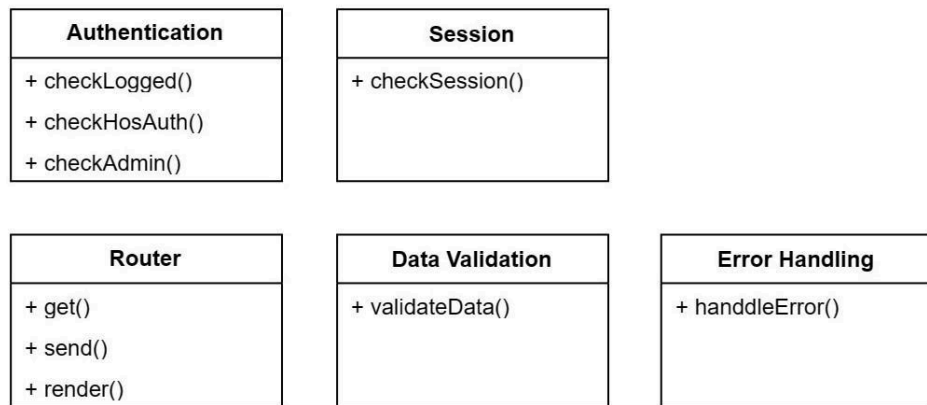 Authentication
+ checkLogged()
+ checkHosAuth()
+ checkAdmin()
Session
+ checkSession()
Router
+ get()
+ send()
+ render()
Data Validation
+ validateData()
Error Handling
+ handdleError()